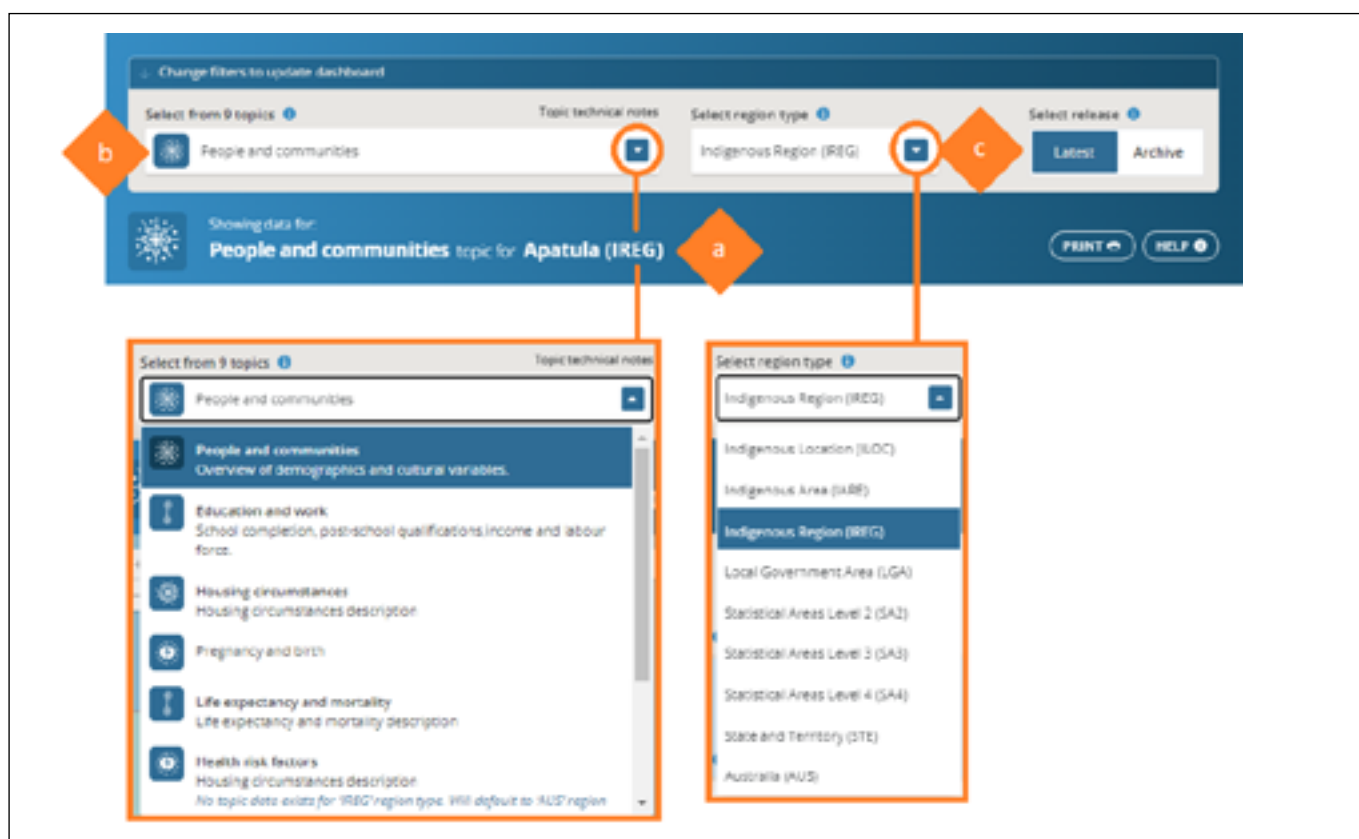 ↓ Change filters to update dashboard
Select from 9 topics
Topic technical notes
Select region type
Select release
b
People and communities
Indigenous Region (IREG)
c
Latest
Archive
Showing data for:
People and communities topic for Apatula (IREG)
a
PRINT
HELP
Select from 9 topics
Topic technical notes
People and communities
People and communities
Overview of demographics and cultural variables.
Education and work
School completion, post-school qualifications, income and labour
force.
Housing circumstances
Housing circumstances description
Pregnancy and birth
Life expectancy and mortality
Life expectancy and mortality description
Health risk factors
Housing circumstances description
No topic data exists for 'IREG' region type. Will default to 'AUS' region
Select region type
Indigenous Region (IREG)
Indigenous Location (ILOC)
Indigenous Area (IARE)
Indigenous Region (IREG)
Local Government Area (LGA)
Statistical Areas Level 2 (SA2)
Statistical Areas Level 3 (SA3)
Statistical Areas Level 4 (SA4)
State and Territory (STE)
Australia (AUS)